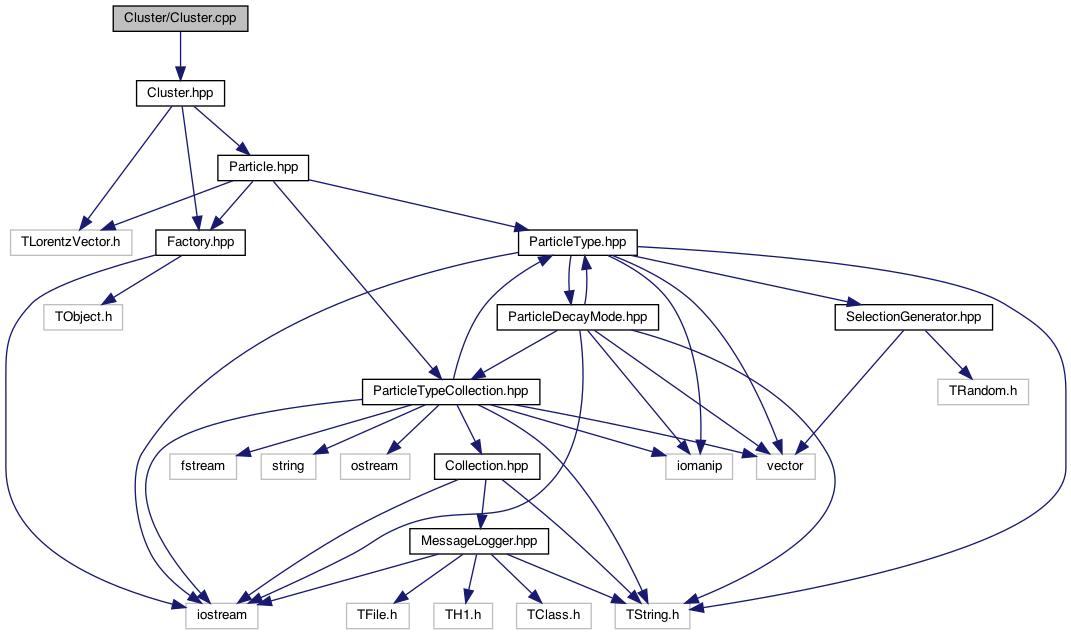 Cluster/Cluster.cpp
Cluster.hpp
Particle.hpp
TLorentzVector.h
Factory.hpp
ParticleType.hpp
TObject.h
ParticleDecayMode.hpp
SelectionGenerator.hpp
ParticleTypeCollection.hpp
TRandom.h
fstream
string
ostream
Collection.hpp
iomanip
vector
MessageLogger.hpp
iostream
TFile.h
TH1.h
TClass.h
TString.h